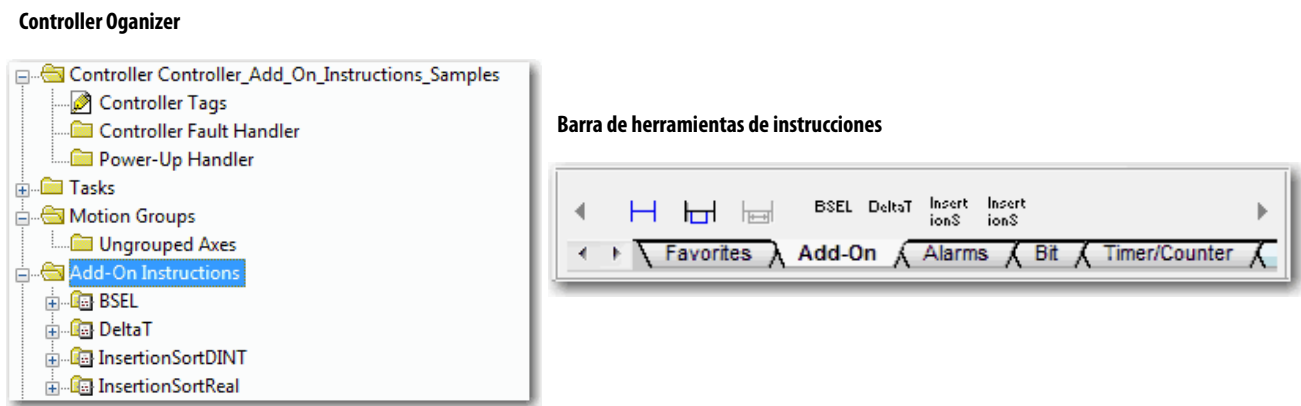 Controller Oganizer
Controller Controller_Add_On_Instructions_Samples
Controller Tags
Controller Fault Handler
Power-Up Handler
Tasks
Motion Groups
Ungrouped Axes
Add-On Instructions
BSEL
DeltaT
InsertionSortDINT
InsertionSortReal
Barra de herramientas de instrucciones
BSEL DeltaT Insert Insert
ionS ionS
Favorites Add-On Alarms Bit Timer/Counter